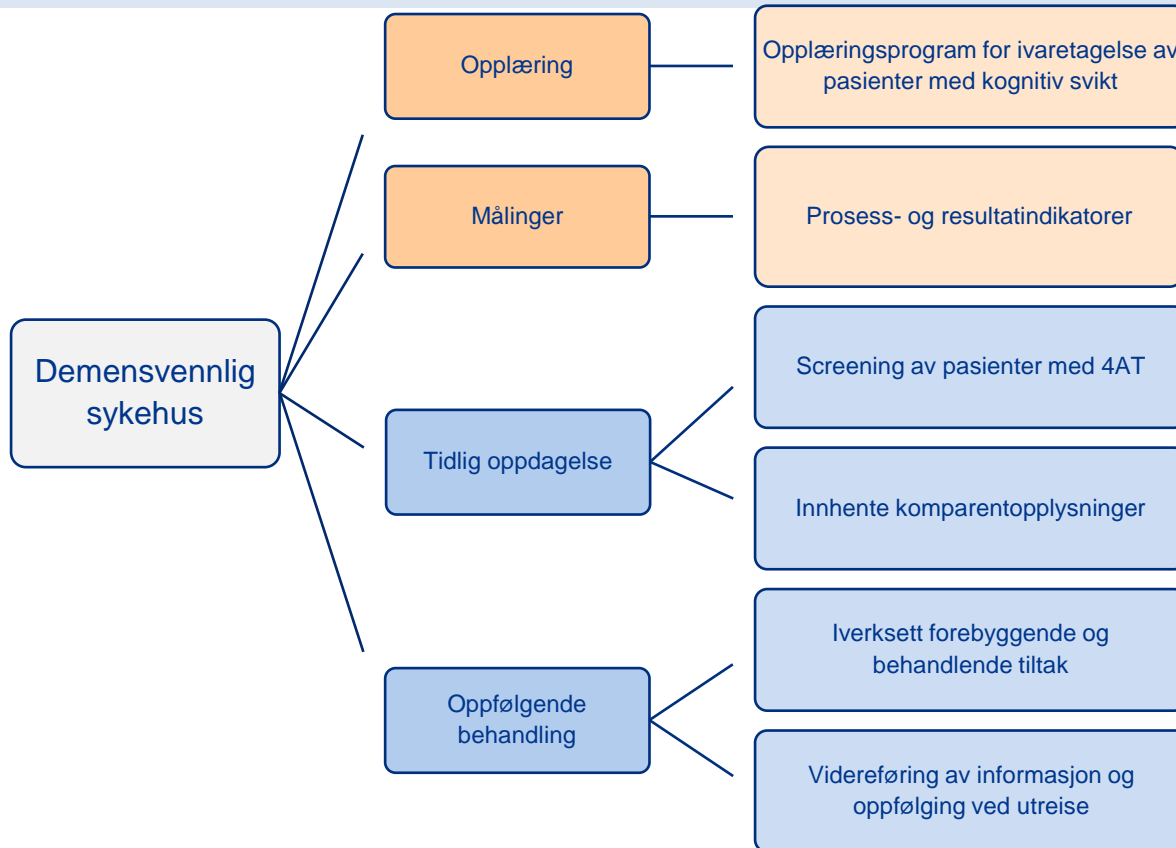 Demensvennlig
sykehus
Opplæring
Opplæringsprogram for ivaretagelse av
pasienter med kognitiv svikt
Målinger
Prosess- og resultatindikatorer
Tidlig oppdagelse
Screening av pasienter med 4AT
Innhente komparentopplysninger
Oppfølgende
behandling
Iverksett forebyggende og
behandlende tiltak
Videreføring av informasjon og
oppfølging ved utreise